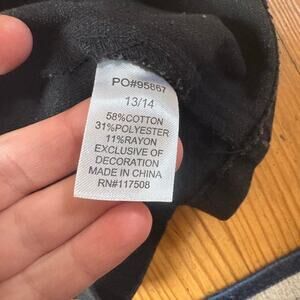 PO#95867
13/14
58%COTTON
31%POLYESTER
11%RAYON
EXCLUSIVE OF
DECORATION
MADE IN CHINA
RN#117508